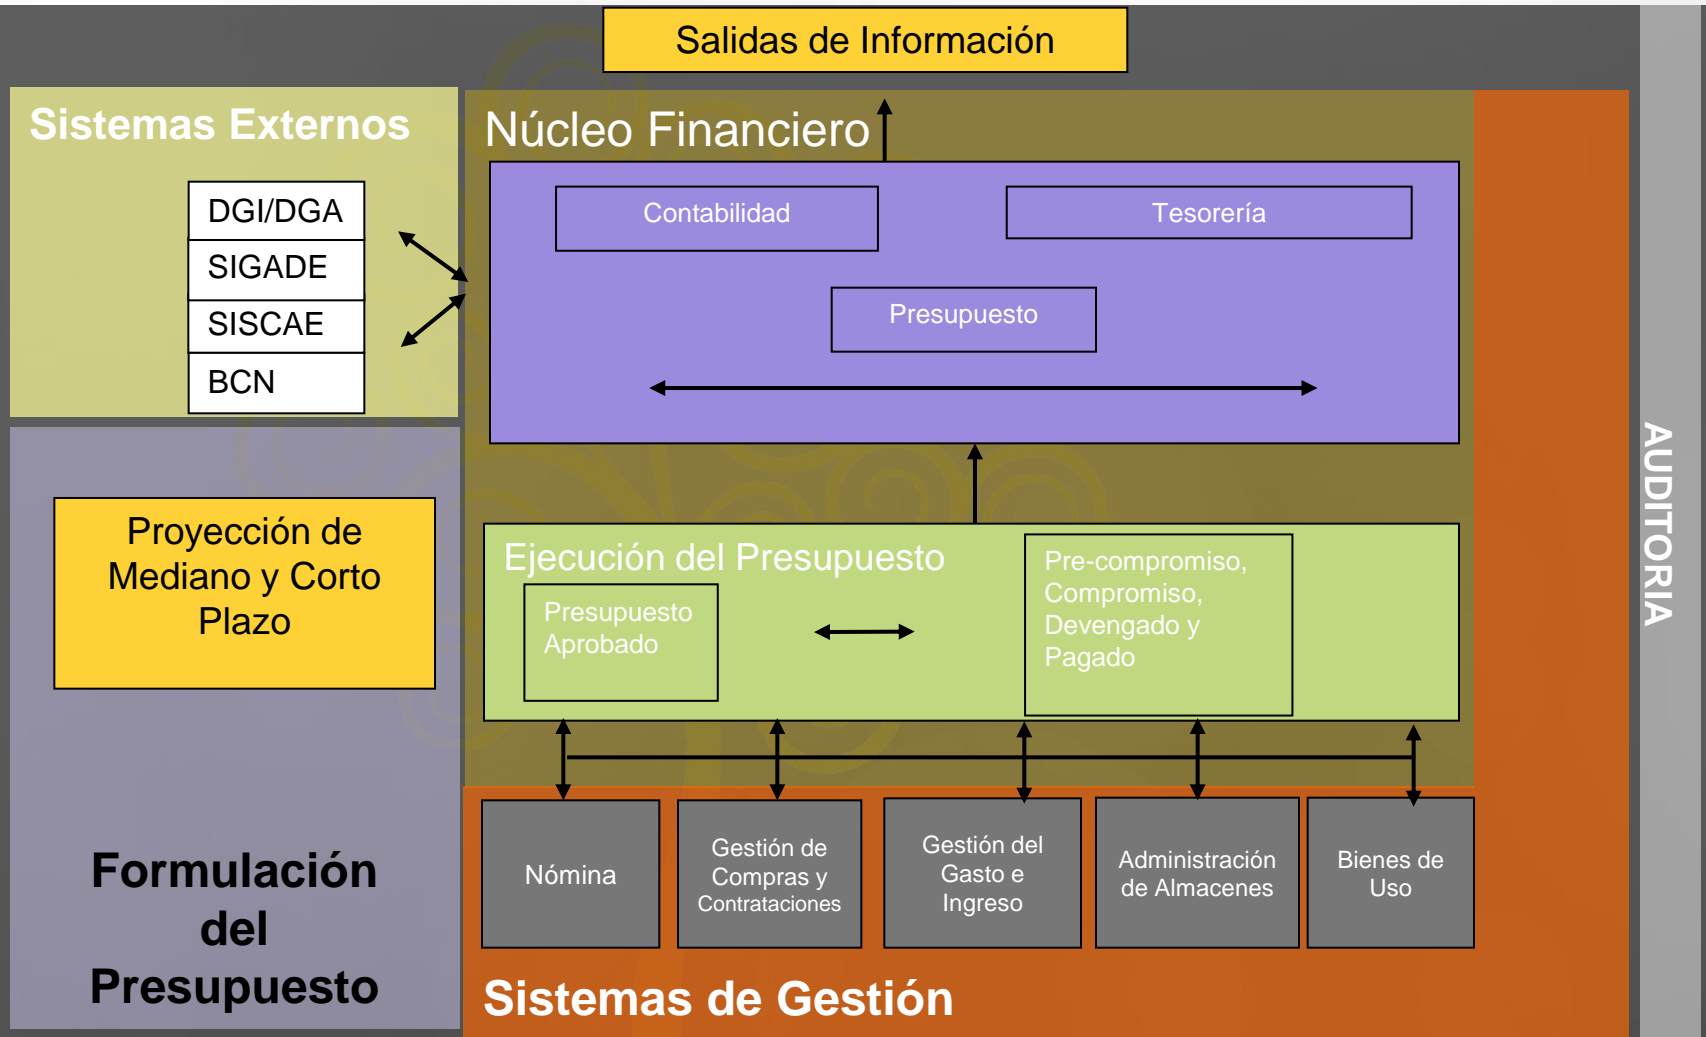 Salidas de Información
Sistemas Externos
DGI/DGA
SIGADE
SISCAE
BCN
Núcleo Financiero
Contabilidad
Tesorería
Presupuesto
Proyección de
Mediano y Corto
Plazo
Formulación
del
Presupuesto
Ejecución del Presupuesto
Presupuesto
Aprobado
Pre-compromiso,
Compromiso,
Devengado y
Pagado
Nómina
Gestión de
Compras y
Contrataciones
Gestión del
Gasto e
Ingreso
Administración
de Almacenes
Bienes de
Uso
Sistemas de Gestión
AUDITORIA